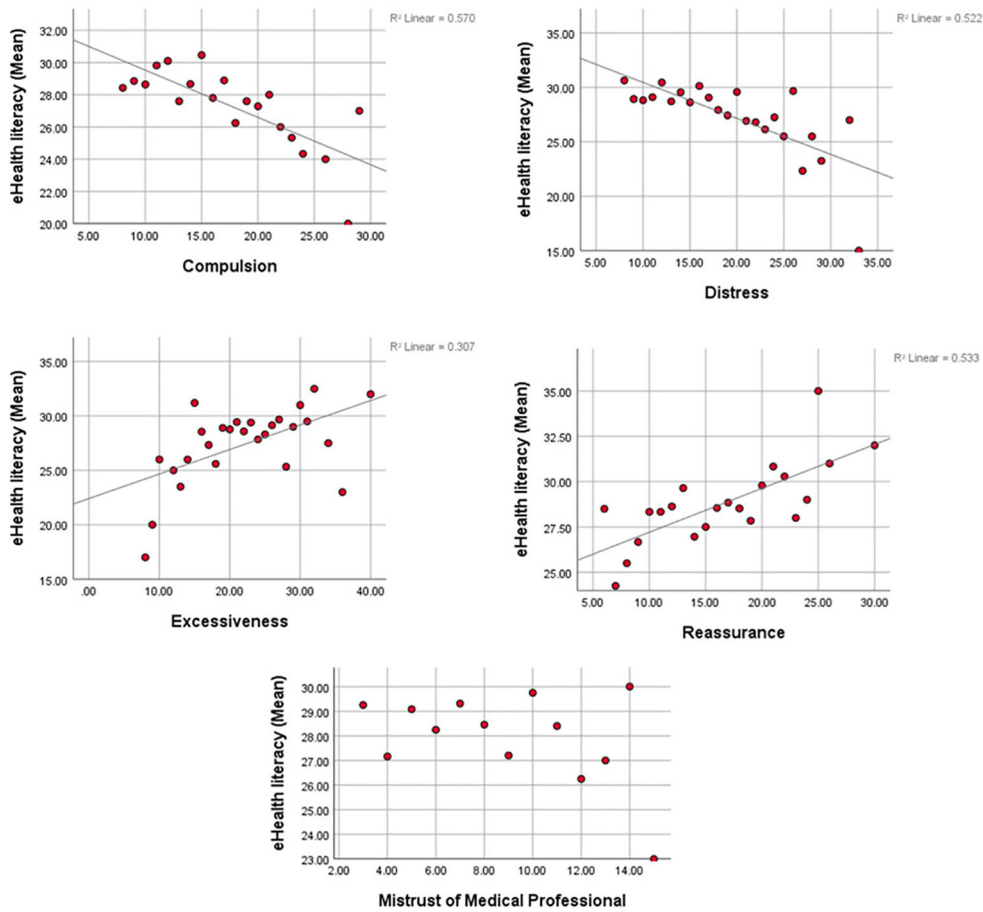 R² Linear = 0.570
eHealth literacy (Mean)
32.00
30.00
28.00
26.00
24.00
22.00
20.00
5.00 10.00 15.00 20.00 25.00 30.00
Compulsion
R² Linear = 0.522
eHealth literacy (Mean)
35.00
30.00
25.00
20.00
15.00
5.00 10.00 15.00 20.00 25.00 30.00 35.00
Distress
R² Linear = 0.307
eHealth literacy (Mean)
35.00
30.00
25.00
20.00
15.00
.00 10.00 20.00 30.00 40.00
Excessiveness
R² Linear = 0.533
eHealth literacy (Mean)
35.00
32.50
30.00
27.50
25.00
5.00 10.00 15.00 20.00 25.00 30.00
Reassurance
eHealth literacy (Mean)
30.00
29.00
28.00
27.00
26.00
25.00
24.00
23.00
2.00 4.00 6.00 8.00 10.00 12.00 14.00
Mistrust of Medical Professional